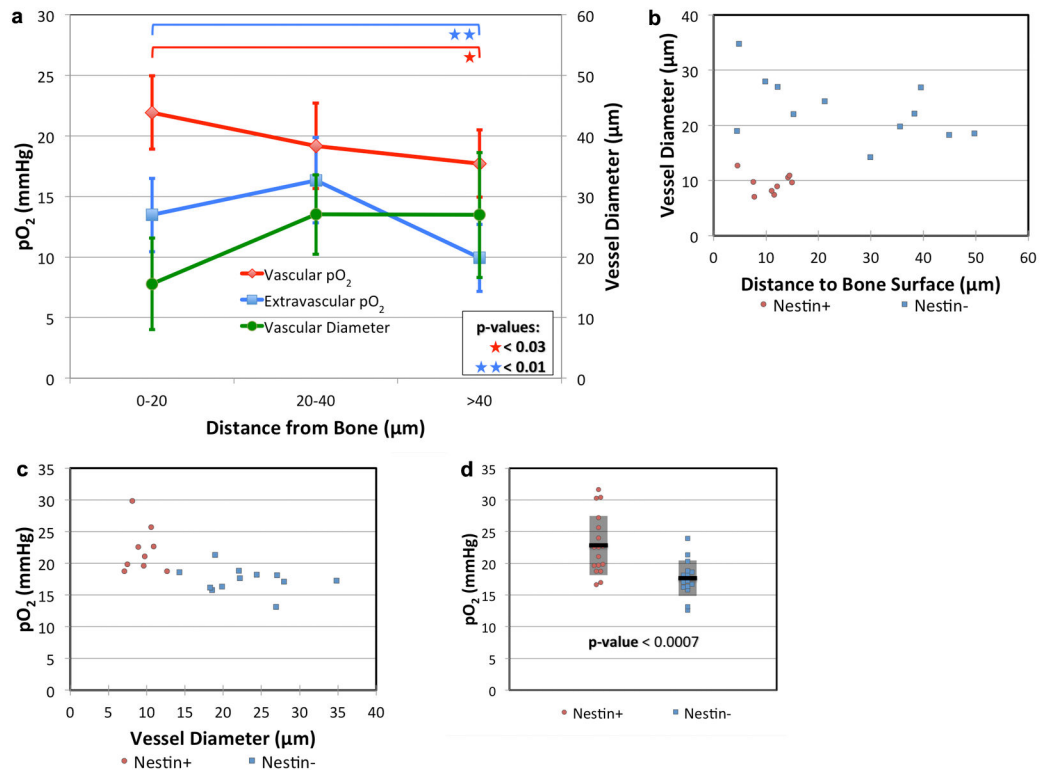 a
30
25
20
15
10
5
0
pO2 (mmHg)
60
50
40
30
20
10
0
Vessel Diameter (µm)
★★
★
Vascular pO2
Extravascular pO2
Vascular Diameter
p-values:
★< 0.03
★★< 0.01
0-20
20-40
>40
Distance from Bone (µm)
b
40
30
20
10
0
Vessel Diameter (µm)
0
10
20
30
40
50
60
Distance to Bone Surface (µm)
Nestin+
Nestin-
c
35
30
25
20
15
10
5
0
pO2 (mmHg)
0
5
10
15
20
25
30
35
40
Vessel Diameter (µm)
Nestin+
Nestin-
d
35
30
25
20
15
10
5
0
pO2 (mmHg)
p-value < 0.0007
Nestin+
Nestin-